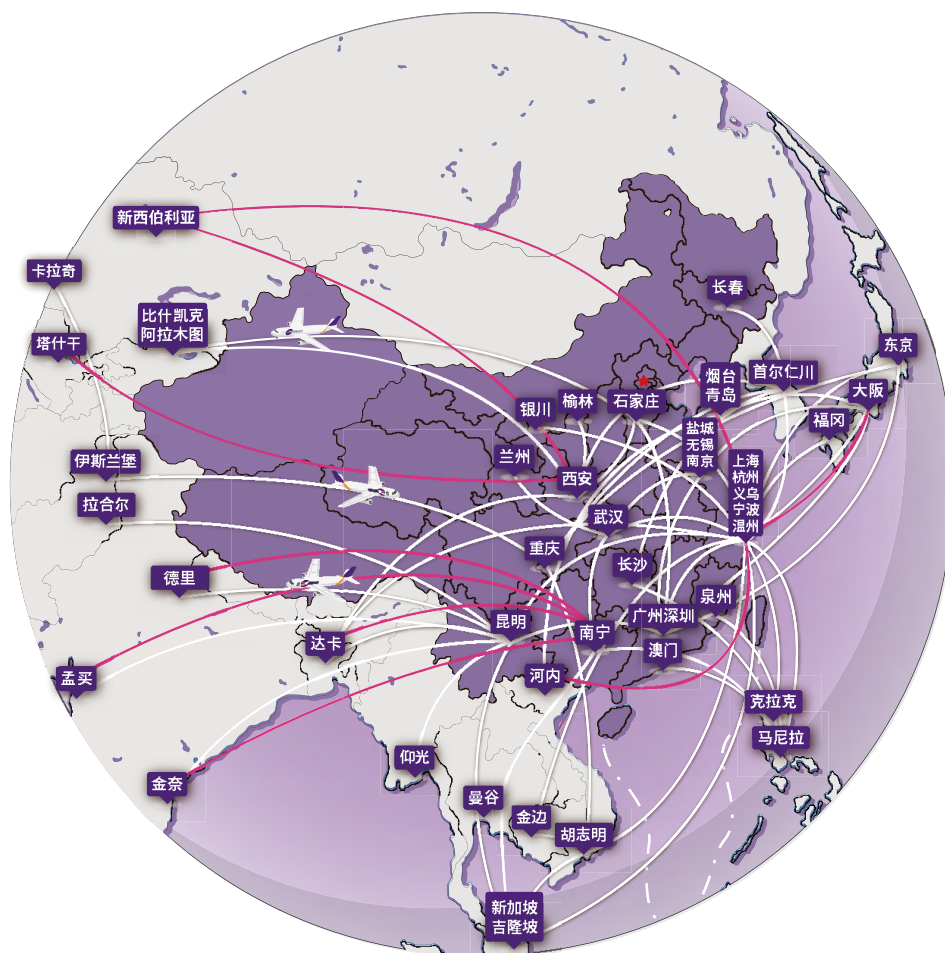 新西伯利亚
卡拉奇
长春
比什凯克
阿拉木图
塔什干
东京
首尔仁川
烟台
青岛
大阪
银川
榆林
石家庄
福冈
盐城
无锡
南京
兰州
伊斯兰堡
西安
上海
杭州
义乌
宁波
温州
拉合尔
武汉
重庆
长沙
德里
泉州
广州深圳
昆明
南宁
达卡
澳门
孟买
河内
克拉克
马尼拉
仰光
金奈
曼谷
金边
胡志明
新加坡
吉隆坡